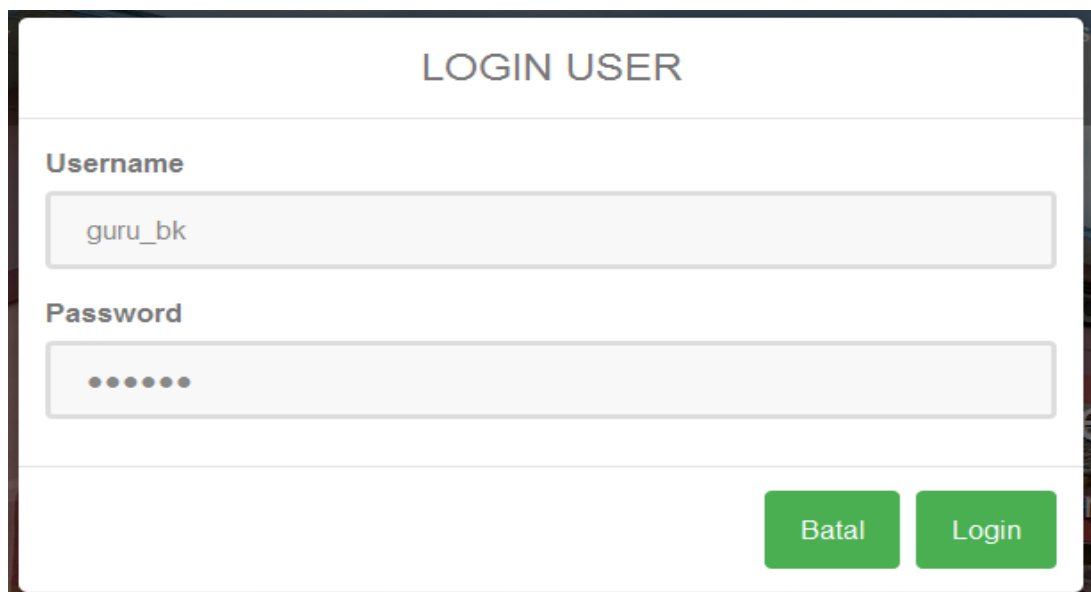 LOGIN USER
Username
guru_bk
Password
••••••
Batal Login